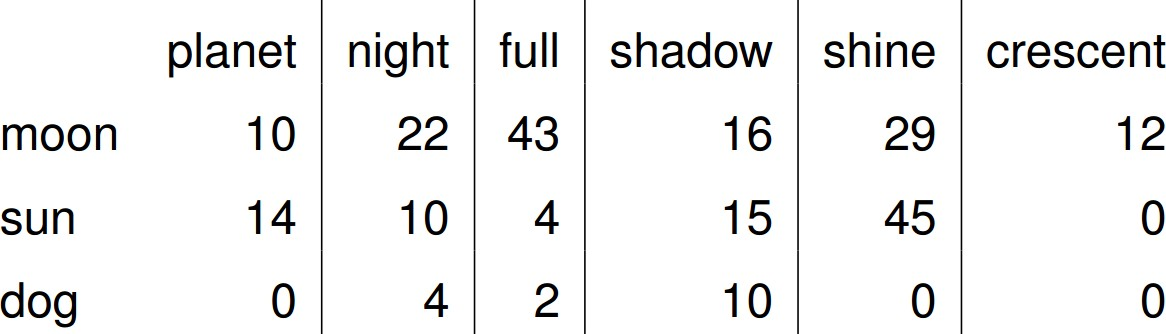 planet night full shadow shine crescent
moon 10 22 43 16 29 12
sun 14 10 4 15 45 0
dog 0 4 2 10 0 0